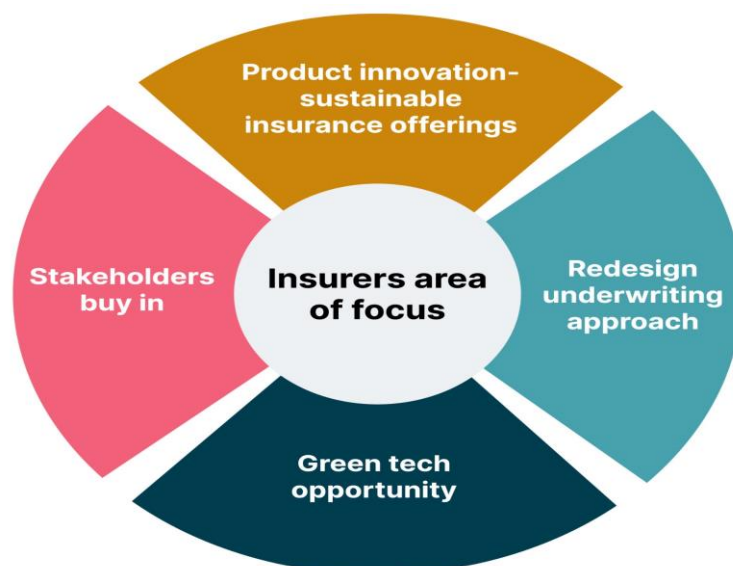 Product innovation-
sustainable
insurance offerings
Stakeholders
buy in
Insurers area
of focus
Redesign
underwriting
approach
Green tech
opportunity